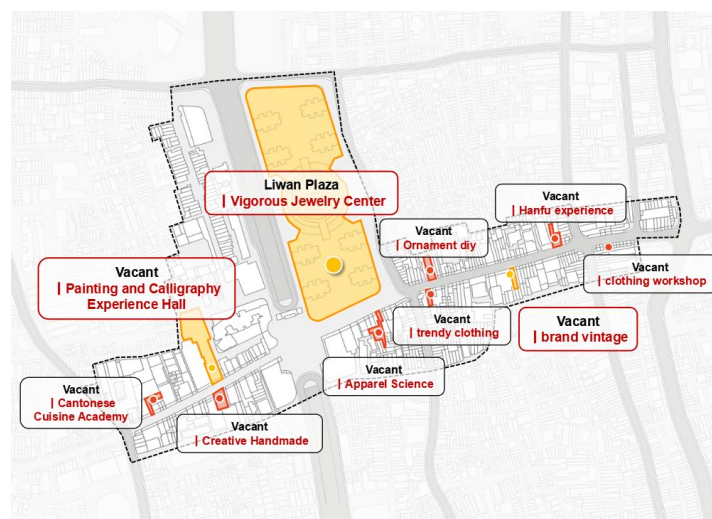 Liwan Plaza
| Vigorous Jewelry Center
Vacant
| Hanfu experience
Vacant
| Ornament diy
Vacant
| Painting and Calligraphy
Experience Hall
Vacant
| clothing workshop
Vacant
| trendy clothing
Vacant
| brand vintage
Vacant
| Apparel Science
Vacant
| Cantonese
Cuisine Academy
Vacant
| Creative Handmade